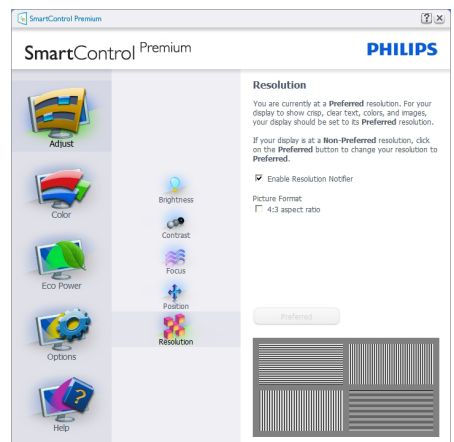 SmartControl Premium
SmartControl Premium
PHILIPS
Adjust
Color
Eco Power
Options
Help
Brightness
Contrast
Focus
Position
Resolution
Resolution
You are currently at a Preferred resolution. For your
display to show crisp, clear text, colors, and images,
your display should be set to its Preferred resolution.
If your display is at a Non-Preferred resolution, click
on the Preferred button to change your resolution to
Preferred.
Enable Resolution Notifier
Picture Format
4:3 aspect ratio
Preferred